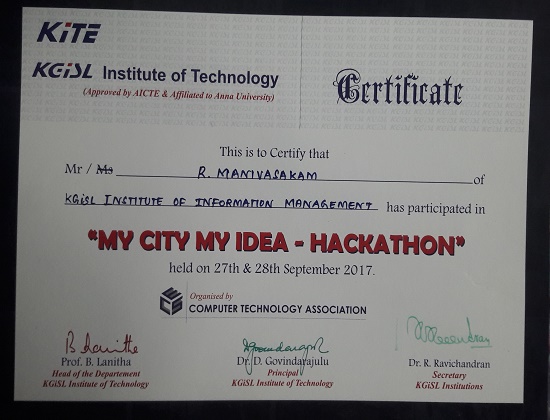 KiTE
KGiSL Institute of Technology
(Approved by AICTE & Affiliated to Anna University)
Certificate
This is to Certify that
Mr / Ms R. MANIVASAKAM of
KGiSL INSTITUTE OF INFORMATION MANAGEMENT has participated in
"MY CITY MY IDEA - HACKATHON"
held on 27th & 28th September 2017.
Organised by
COMPUTER TECHNOLOGY ASSOCIATION
B. Lanitha
Prof. B. Lanitha
Head of the Departement
KGiSL Institute of Technology
Dr. D. Govindarajulu
Principal
KGiSL Institute of Technology
Dr. R. Ravichandran
Secretary
KGiSL Institutions